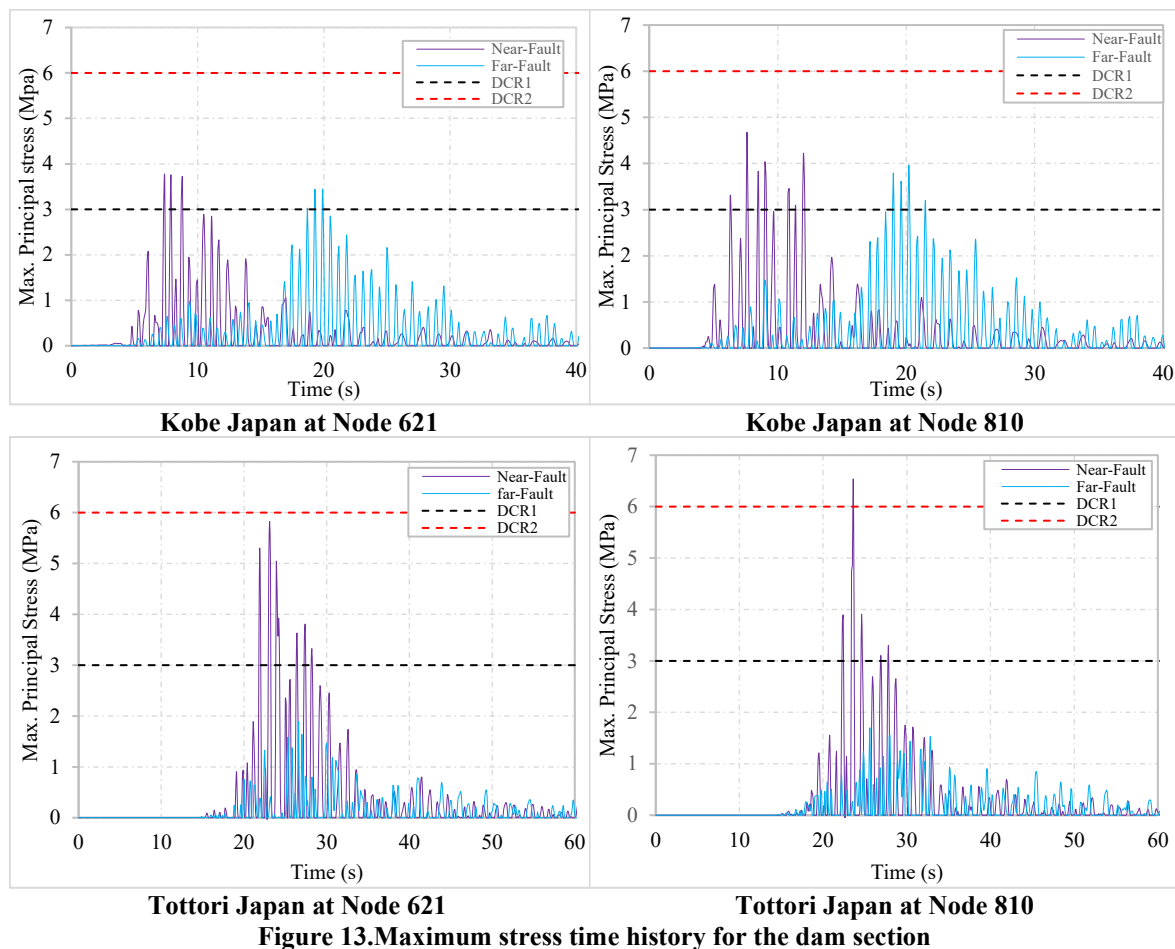 7
6
5
4
3
2
1
0
Max. Principal stress (Mpa)
Near-Fault
Far-Fault
DCR1
DCR2
0 10 20 30 40
Time (s)
Kobe Japan at Node 621
7
6
5
4
3
2
1
0
Max. Principal Stress (MPa)
Near-Fault
Far-Fault
DCR1
DCR2
0 10 20 30 40
Time (s)
Kobe Japan at Node 810
7
6
5
4
3
2
1
0
Max. Principal Stress (MPa)
Near-Fault
far-Fault
DCR1
DCR2
0 10 20 30 40 50 60
Time (s)
Tottori Japan at Node 621
7
6
5
4
3
2
1
0
Max. Principal Stress (MPa)
Near-Fault
Far-Fault
DCR1
DCR2
0 10 20 30 40 50 60
Time (s)
Tottori Japan at Node 810
Figure 13.Maximum stress time history for the dam section